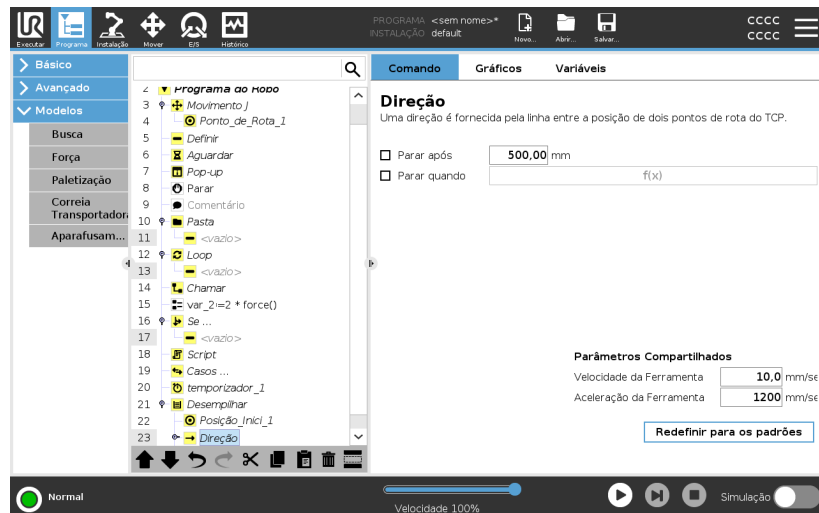 UR
PROGRAMA <sem nome>*
INSTALAÇÃO default
Executar Programa Instalação Mover E/S Histórico
Novo... Abrir... Salvar...
cccc
cccc
Básico
Avançado
Modelos
Busca
Força
Paletização
Correia
Transportador
Aparafusam...
2 Programa do Robô
3 Movimento J
4 Ponto_de_Rota_1
5 Definir
6 Aguardar
7 Pop-up
8 Parar
9 Comentário
10 Pasta
11 <vazio>
12 Loop
13 <vazio>
14 Chamar
15 var_2≔2 * force()
16 Se ...
17 <vazio>
18 Script
19 Casos ...
20 temporizador_1
21 Desempilhar
22 Posição_Inici_1
23 Direção
Comando Gráficos Variáveis
Direção
Uma direção é fornecida pela linha entre a posição de dois pontos de rota do TCP.
Parar após 500,00 mm
Parar quando f(x)
Parâmetros Compartilhados
Velocidade da Ferramenta 10,0 mm/se
Aceleração da Ferramenta 1200 mm/se
Redefinir para os padrões
Normal
Velocidade 100%
Simulação